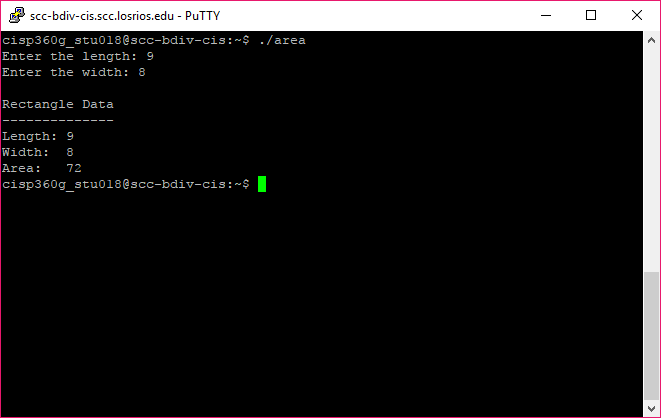 scc-bdiv-cis.scc.losrios.edu - PuTTY
cisp360g_stu018@scc-bdiv-cis:~$ ./area
Enter the length: 9
Enter the width: 8
Rectangle Data
--------------
Length: 9
Width:  8
Area:   72
cisp360g_stu018@scc-bdiv-cis:~$